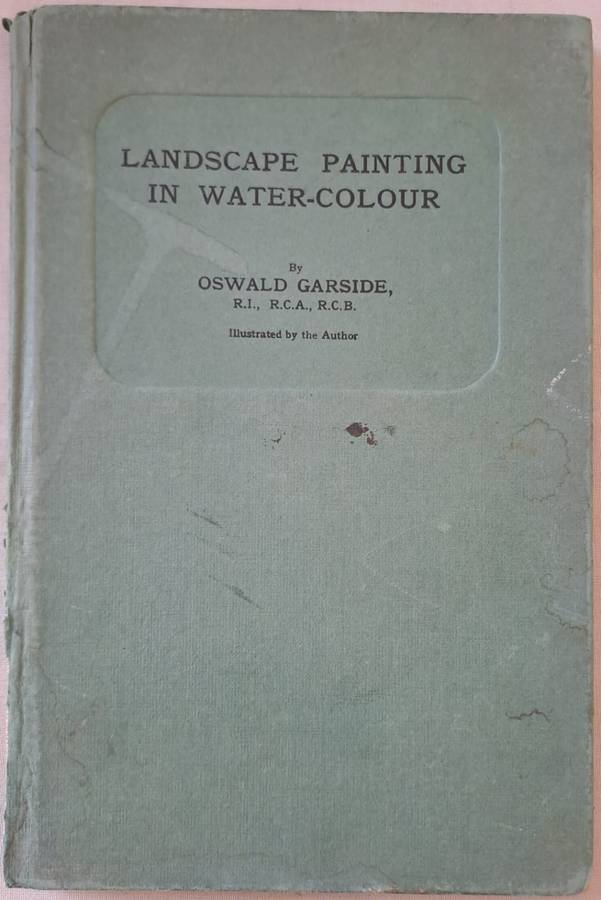 LANDSCAPE PAINTING
IN WATER-COLOUR
By
OSWALD GARSIDE,
R.I., R.C.A., R.C.B.
Illustrated by the Author